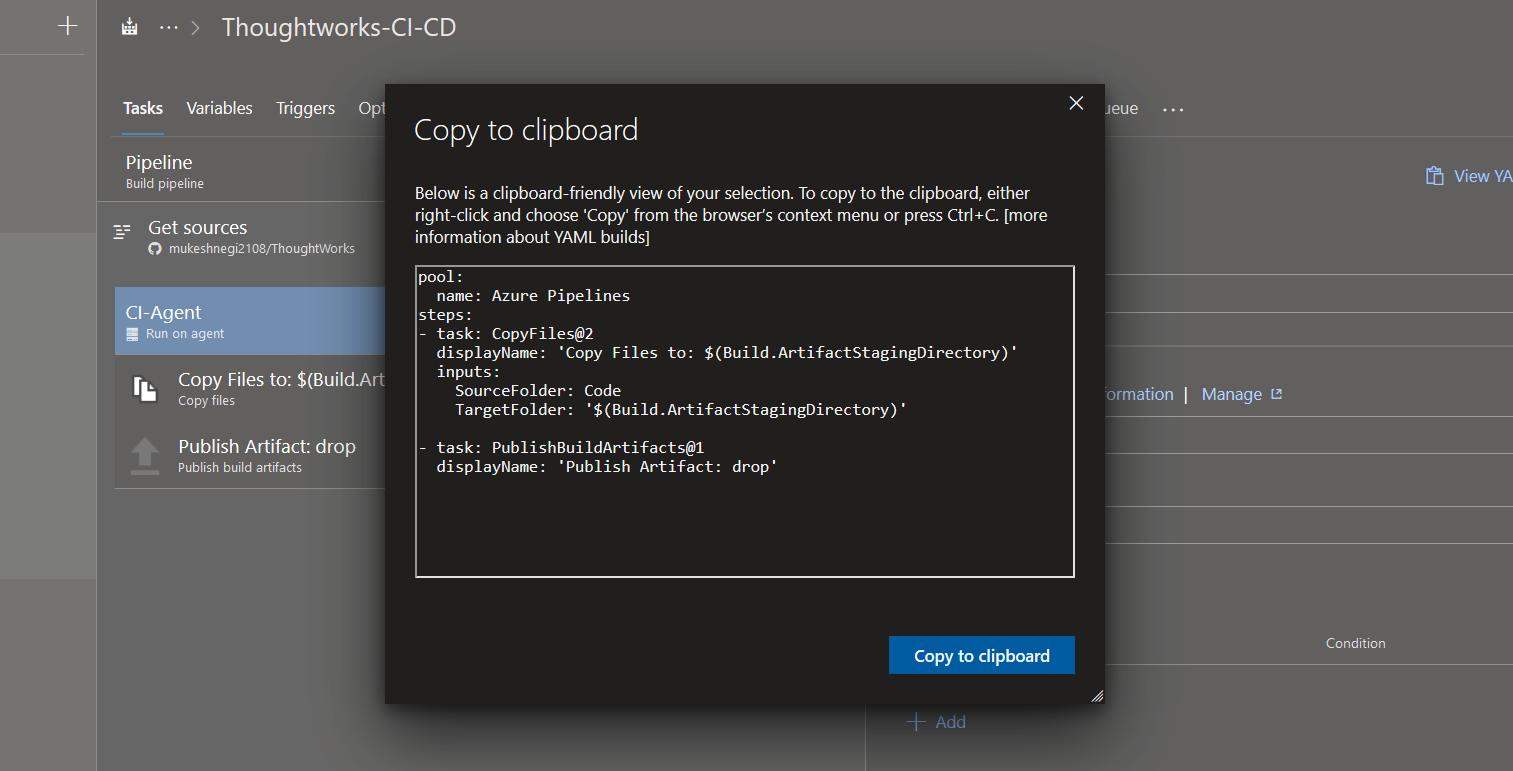 Thoughtworks-CI-CD
Tasks Variables Triggers Opt ueue
Pipeline
Build pipeline
View YA
Get sources
mukeshnegi2108/ThoughtWorks
CI-Agent
Run on agent
Copy Files to: $(Build.Art
Copy files
Publish Artifact: drop
Publish build artifacts
Copy to clipboard
Below is a clipboard-friendly view of your selection. To copy to the clipboard, either
right-click and choose 'Copy' from the browser’s context menu or press Ctrl+C. [more
information about YAML builds]
pool:
  name: Azure Pipelines
steps:
- task: CopyFiles@2
  displayName: 'Copy Files to: $(Build.ArtifactStagingDirectory)'
  inputs:
    SourceFolder: Code
    TargetFolder: '$(Build.ArtifactStagingDirectory)'
- task: PublishBuildArtifacts@1
  displayName: 'Publish Artifact: drop'
Copy to clipboard
formation | Manage
Condition
Add